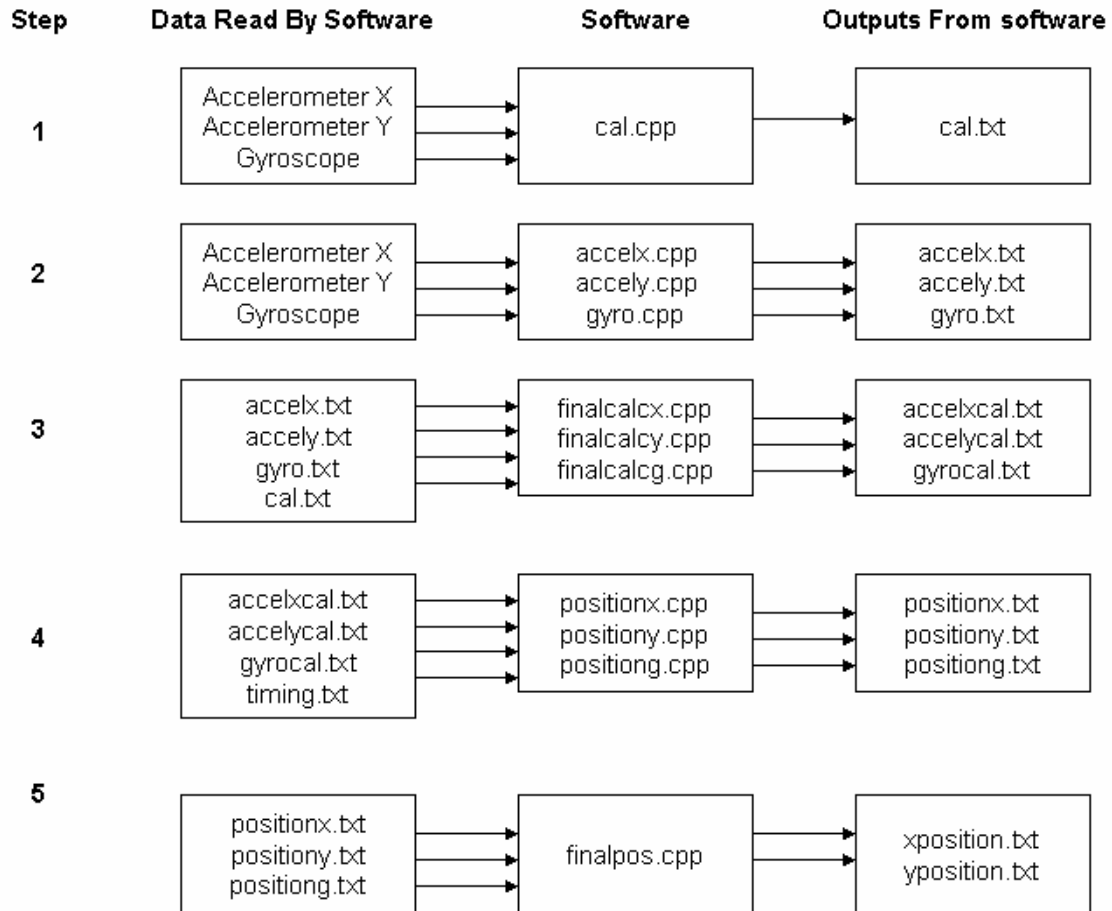 Step Data Read By Software Software Outputs From software
1
Accelerometer X
Accelerometer Y
Gyroscope
cal.cpp
cal.txt
2
Accelerometer X
Accelerometer Y
Gyroscope
accelx.cpp
accely.cpp
gyro.cpp
accelx.txt
accely.txt
gyro.txt
3
accelx.txt
accely.txt
gyro.txt
cal.txt
finalcalcx.cpp
finalcalcy.cpp
finalcalcg.cpp
accelxcal.txt
accelycal.txt
gyrocal.txt
4
accelxcal.txt
accelycal.txt
gyrocal.txt
timing.txt
positionx.cpp
positiony.cpp
positiong.cpp
positionx.txt
positiony.txt
positiong.txt
5
positionx.txt
positiony.txt
positiong.txt
finalpos.cpp
xposition.txt
yposition.txt